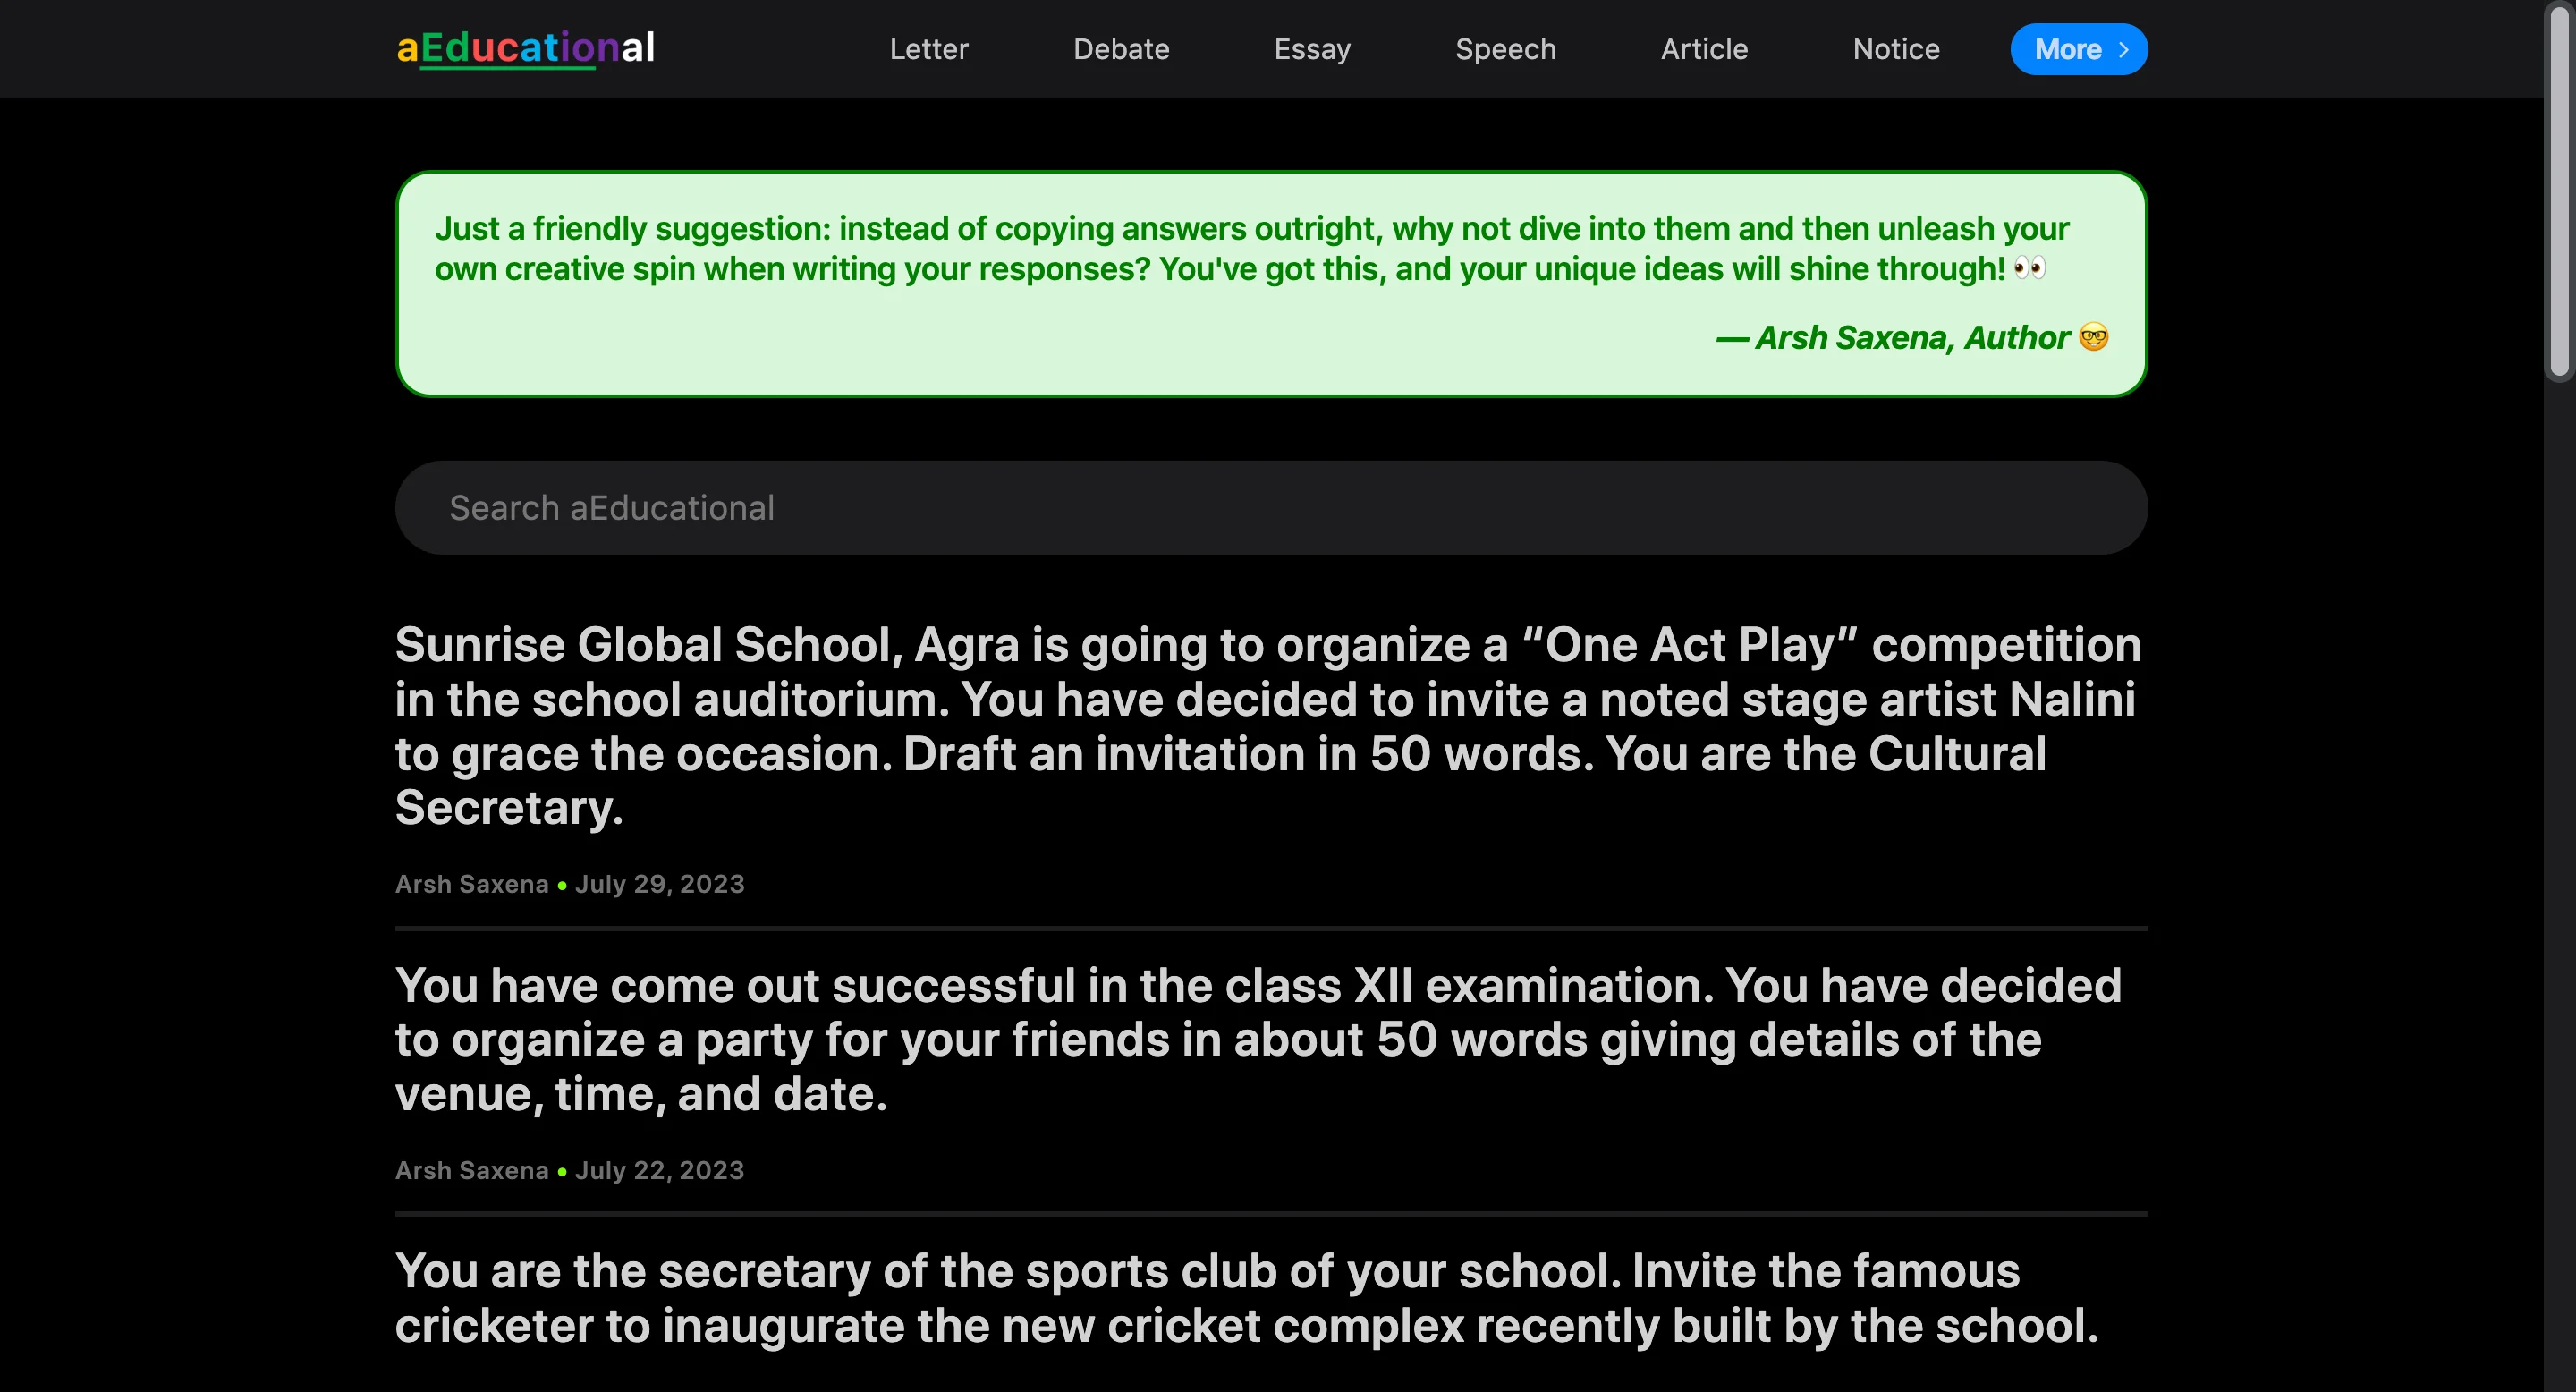 aEducational
Letter
Debate
Essay
Speech
Article
Notice
More
Just a friendly suggestion: instead of copying answers outright, why not dive into them and then unleash your
own creative spin when writing your responses? You've got this, and your unique ideas will shine through! 👀
— Arsh Saxena, Author 🤓
Search aEducational
Sunrise Global School, Agra is going to organize a “One Act Play” competition
in the school auditorium. You have decided to invite a noted stage artist Nalini
to grace the occasion. Draft an invitation in 50 words. You are the Cultural
Secretary.
Arsh Saxena • July 29, 2023
You have come out successful in the class XII examination. You have decided
to organize a party for your friends in about 50 words giving details of the
venue, time, and date.
Arsh Saxena • July 22, 2023
You are the secretary of the sports club of your school. Invite the famous
cricketer to inaugurate the new cricket complex recently built by the school.